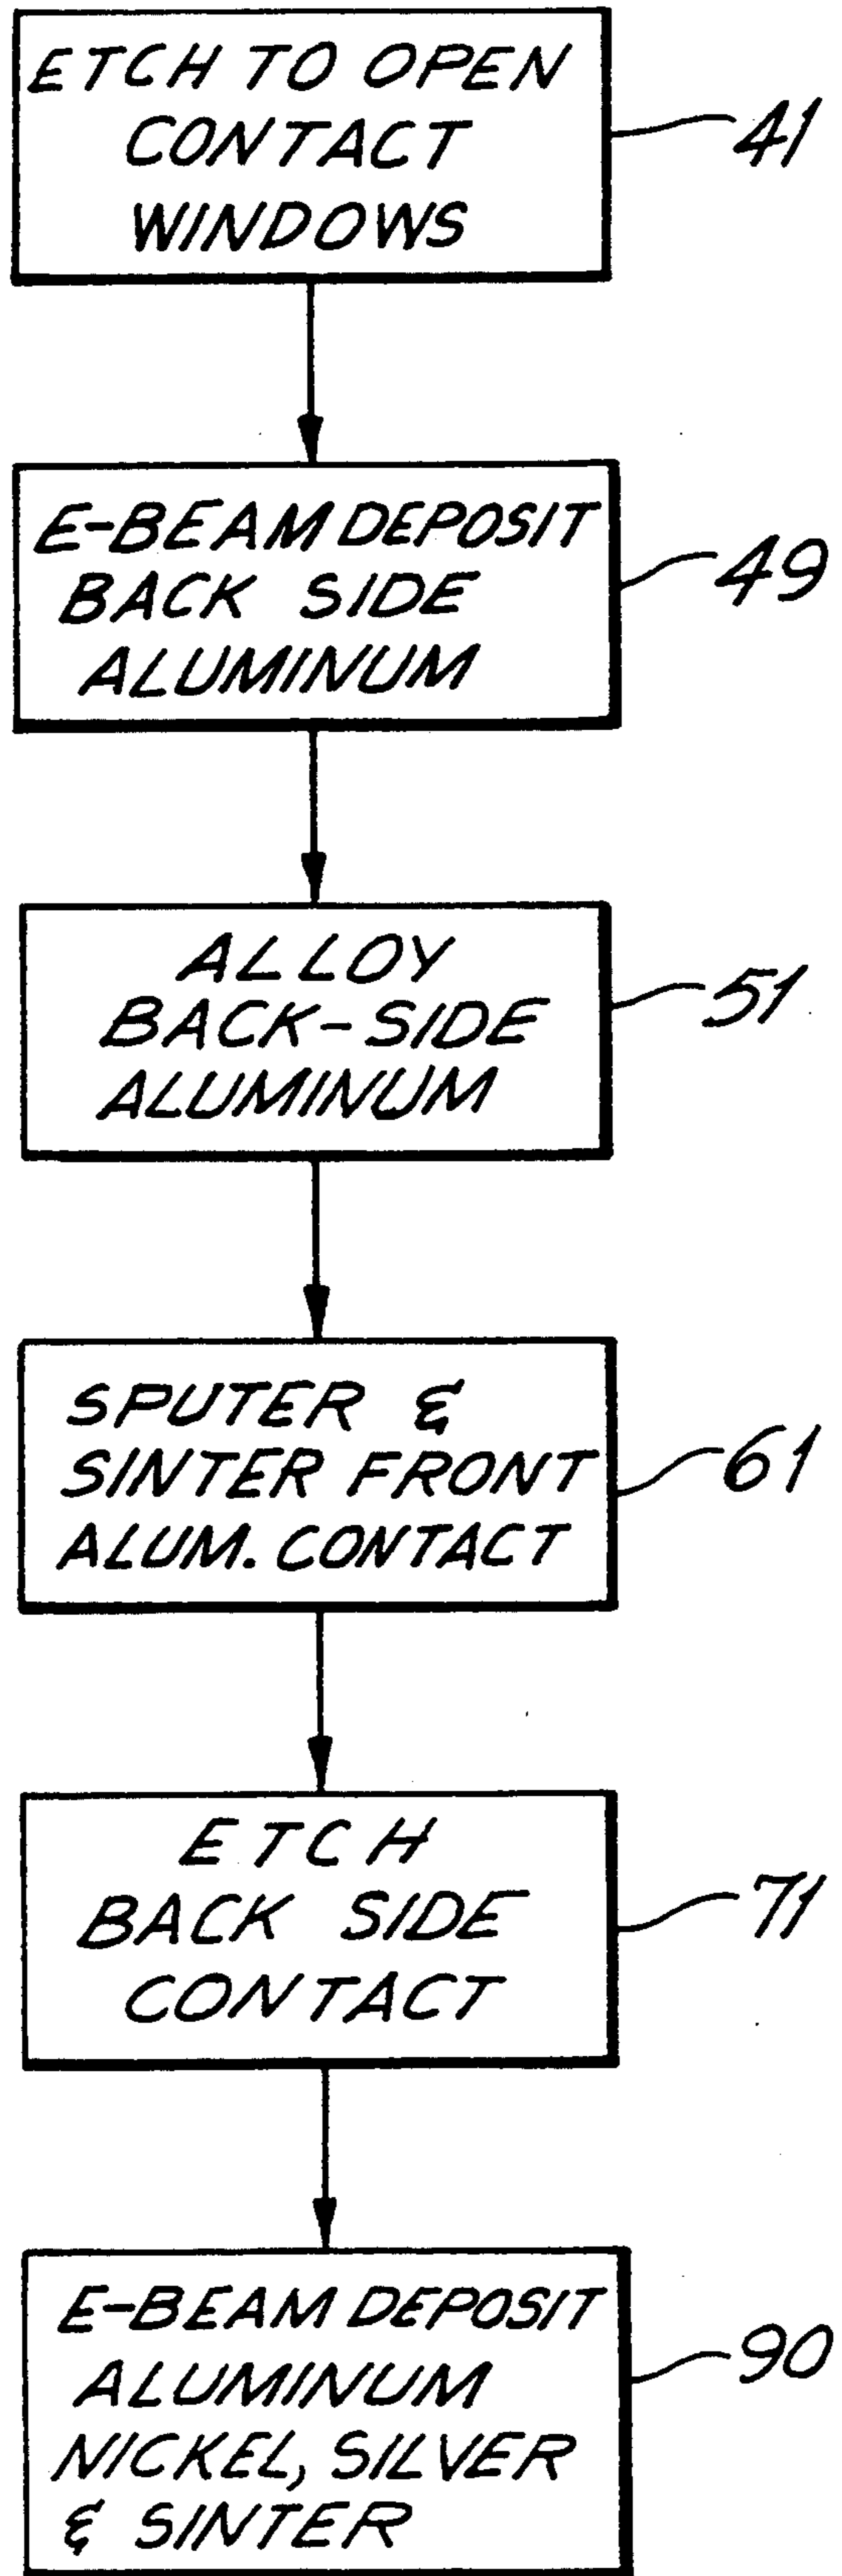 ETCH TO OPEN
CONTACT
WINDOWS
41
E-BEAM DEPOSIT
BACK SIDE
ALUMINUM
49
ALLOY
BACK-SIDE
ALUMINUM
51
SPUTER &
SINTER FRONT
ALUM. CONTACT
61
ETCH
BACK SIDE
CONTACT
71
E-BEAM DEPOSIT
ALUMINUM
NICKEL, SILVER
& SINTER
90